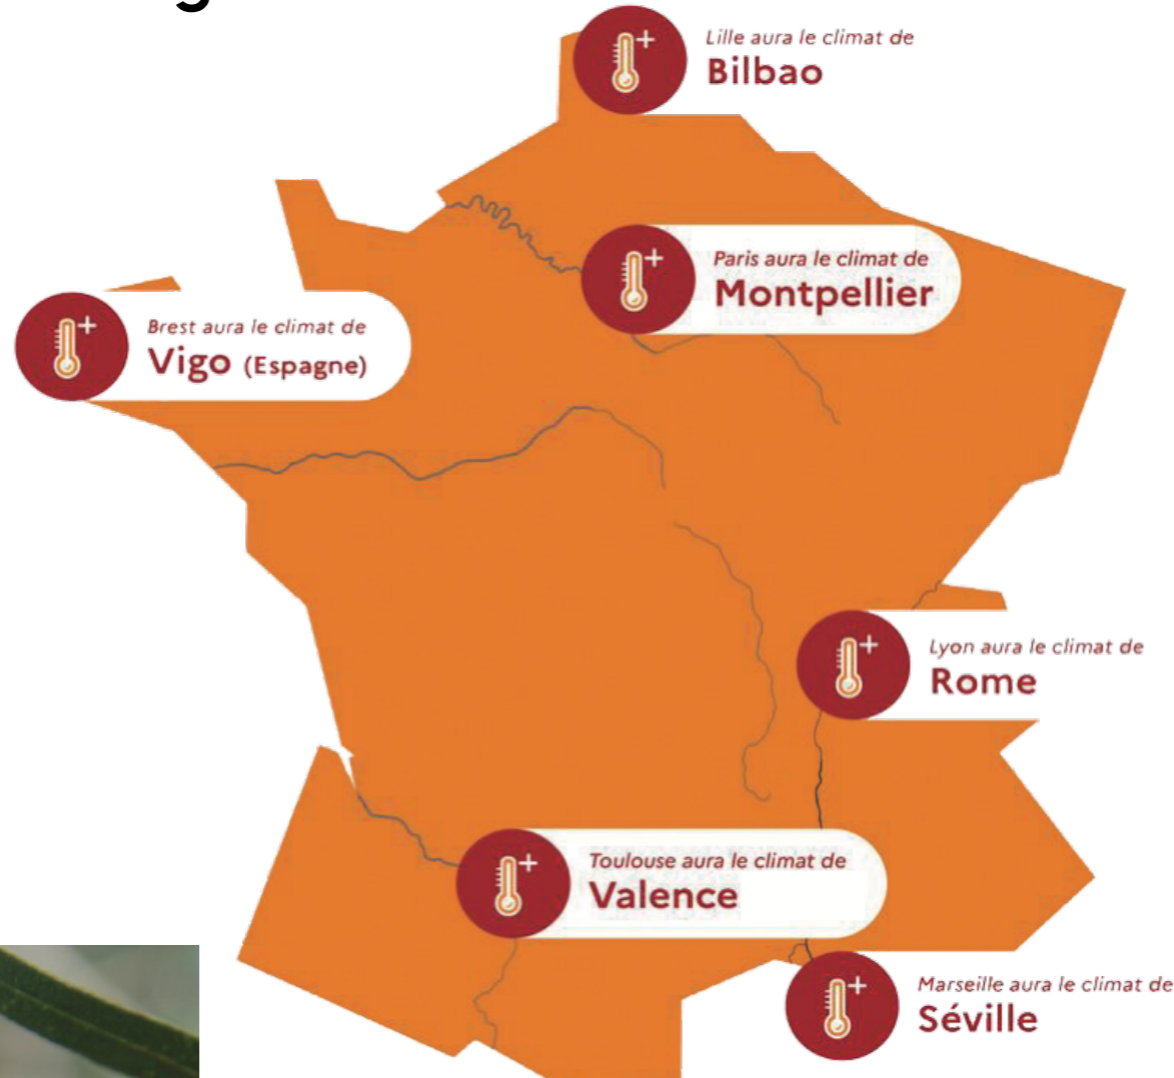 Lille aura le climat de
Bilbao
Paris aura le climat de
Montpellier
Brest aura le climat de
Vigo (Espagne)
Lyon aura le climat de
Rome
Toulouse aura le climat de
Valence
Marseille aura le climat de
Séville